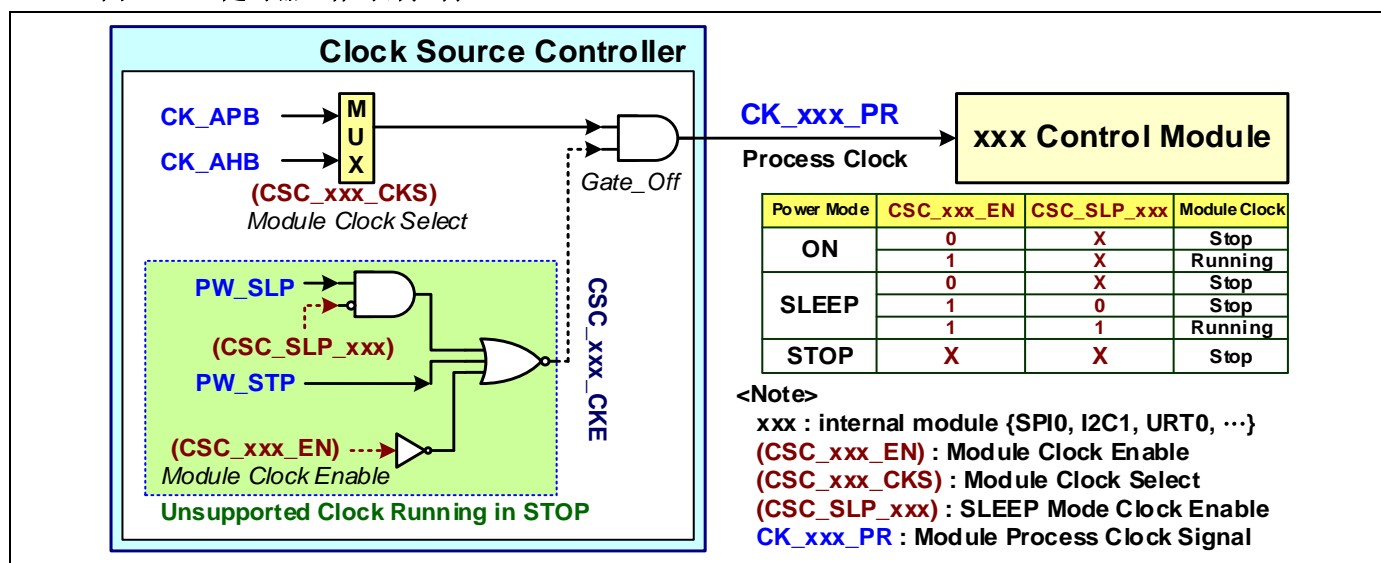 Clock Source Controller
CK_APB
CK_AHB
MUX
(CSC_xxx_CKS)
Module Clock Select
Gate_Off
CK_xxx_PR
Process Clock
xxx Control Module
PW_SLP
(CSC_SLP_xxx)
PW_STP
(CSC_xxx_EN)
Module Clock Enable
Unsupported Clock Running in STOP
CSC_xxx_CKE
Power Mode CSC_xxx_EN CSC_SLP_xxx Module Clock
ON 0 X Stop
1 X Running
SLEEP 0 X Stop
1 0 Stop
1 1 Running
STOP X X Stop
<Note>
xxx : internal module {SPI0, I2C1, URT0, ⋯}
(CSC_xxx_EN) : Module Clock Enable
(CSC_xxx_CKS) : Module Clock Select
(CSC_SLP_xxx) : SLEEP Mode Clock Enable
CK_xxx_PR : Module Process Clock Signal